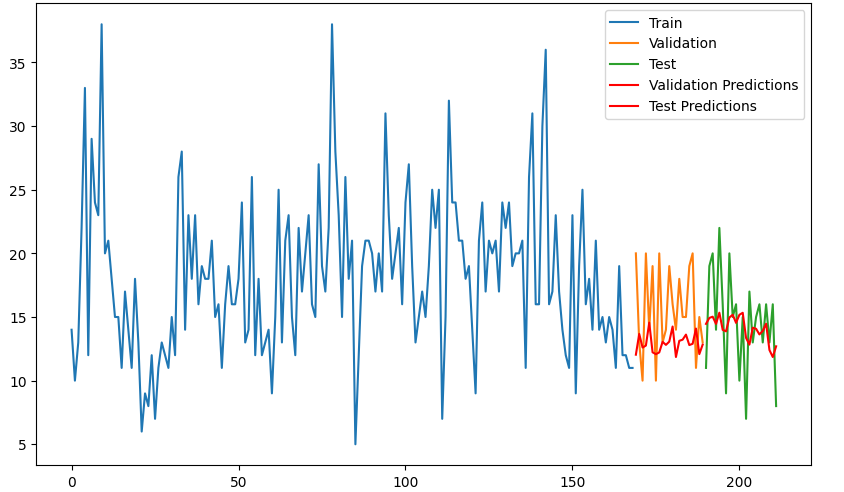 Train
Validation
Test
Validation Predictions
Test Predictions
35
30
25
20
15
10
5
0 50 100 150 200